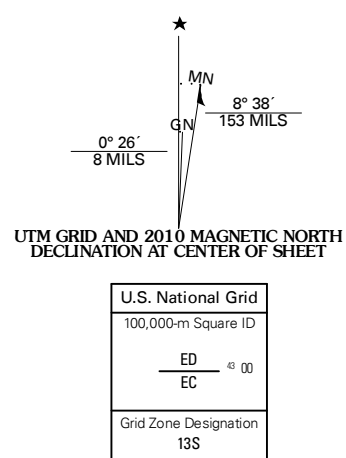 ★
MN
GN
8° 38´
153 MILS
0° 26´
8 MILS
UTM GRID AND 2010 MAGNETIC NORTH
DECLINATION AT CENTER OF SHEET
U.S. National Grid
100,000-m Square ID
ED
43 00
EC
Grid Zone Designation
13S